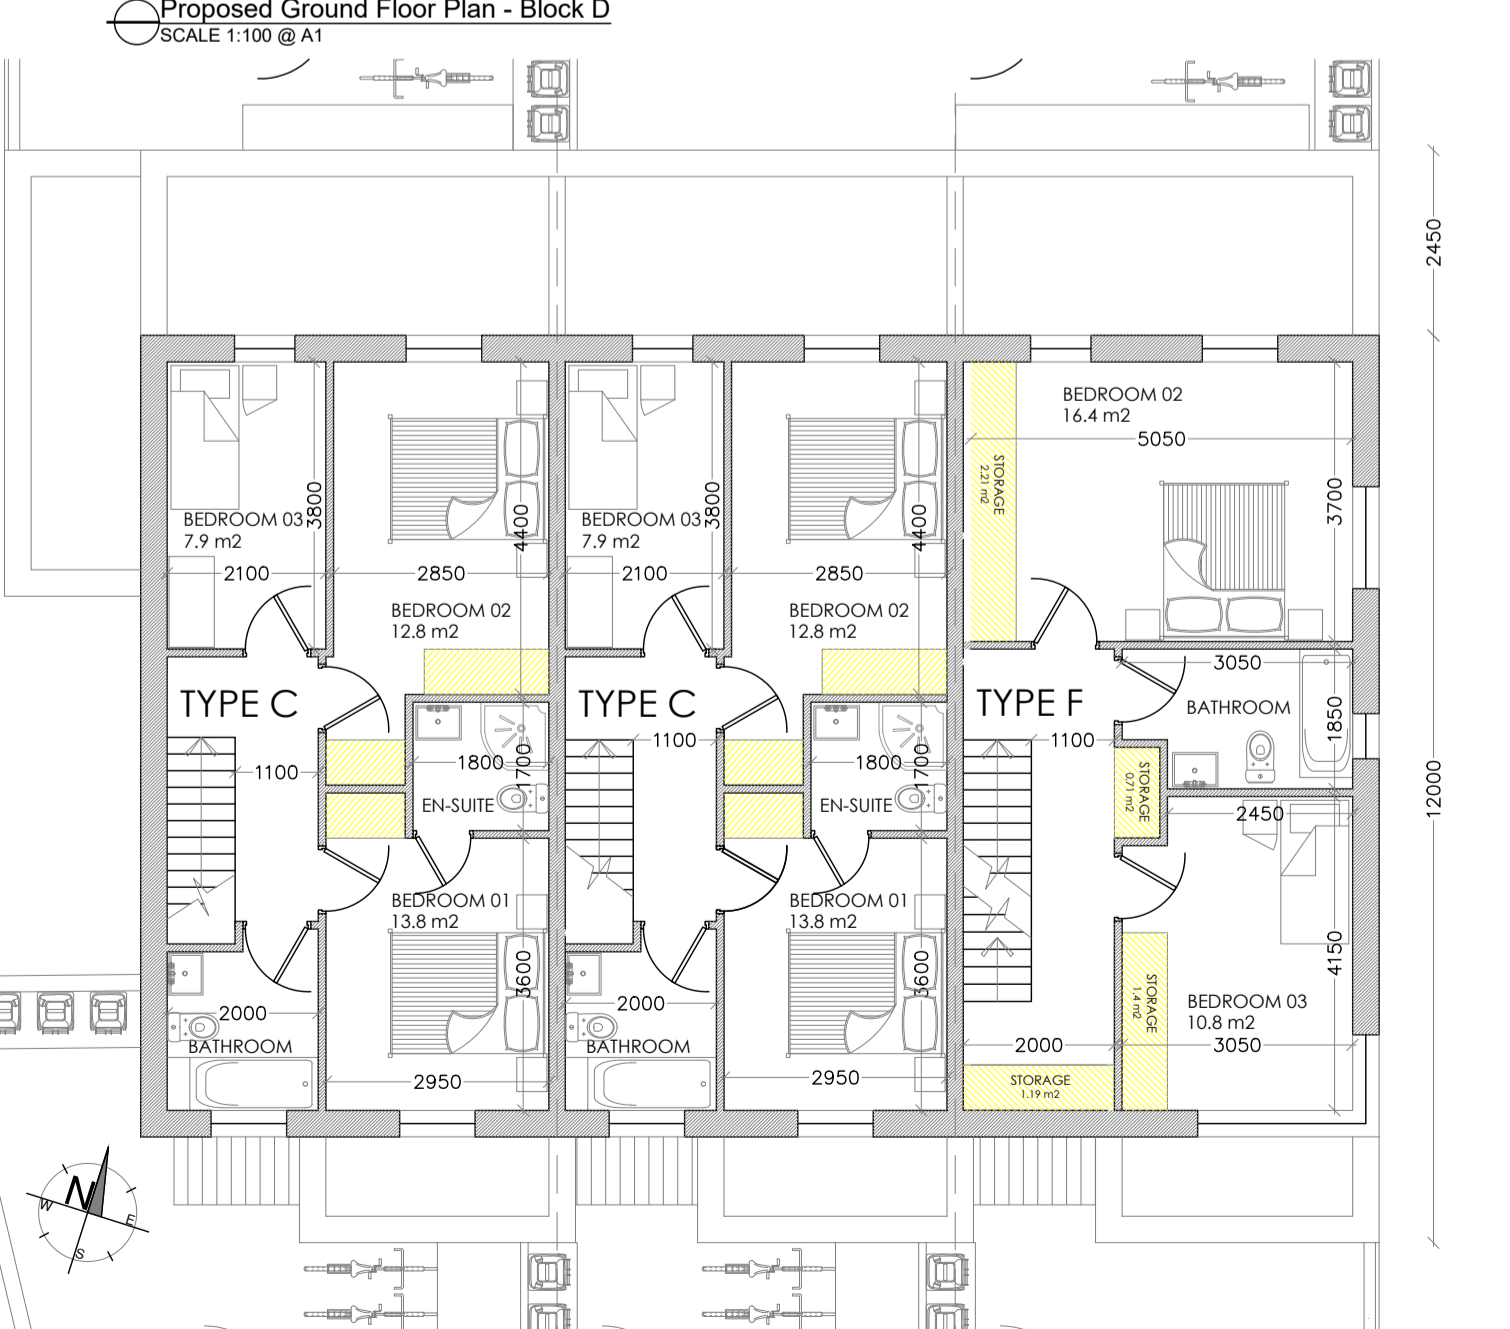 Proposed Ground Floor Plan - Block D
SCALE 1:100 @ A1
2450
12000
BEDROOM 03
7.9 m2
3800
2100
BEDROOM 02
12.8 m2
4400
2850
TYPE C
1100
1800
1700
EN-SUITE
BEDROOM 01
13.8 m2
3600
2950
2000
BATHROOM
BEDROOM 03
7.9 m2
3800
2100
BEDROOM 02
12.8 m2
4400
2850
TYPE C
1100
1800
1700
EN-SUITE
BEDROOM 01
13.8 m2
3600
2950
2000
BATHROOM
BEDROOM 02
16.4 m2
5050
3700
STORAGE
2.21 m2
TYPE F
1100
3050
BATHROOM
1850
STORAGE
0.71 m2
2450
4150
STORAGE
1.4 m2
BEDROOM 03
10.8 m2
3050
2000
STORAGE
1.19 m2
N
W
E
S